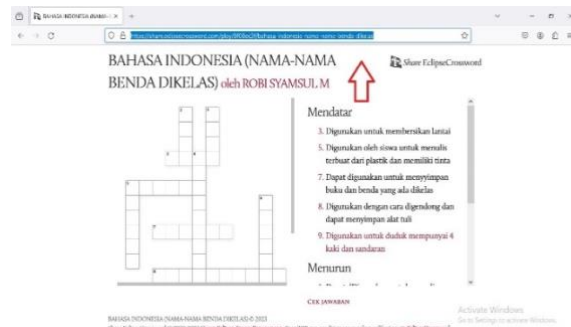 BAHASA INDONESIA (NAMA-NAMA
BENDA DIKELAS) oleh ROBI SYAMSUL M
Share EclipseCrossword
Mendatar
3. Digunakan untuk membersikan lantai
5. Digunakan oleh siswa untuk menulis
terbuat dari plastik dan memiliki tinta
7. Dapat digunakan untuk menyyimpan
buku dan benda yang ada dikelas
8. Digunakan dengan cara digendong dan
dapat menyimpan alat tuli
9. Digunakan untuk duduk mempunyai 4
kaki dan sandaran
Menurun
CEK JAWABAN
Activate Windows
Go to Settings to activate Windows.
BAHASA INDONESIA (NAMA-NAMA BENDA DIKELAS) © 2023